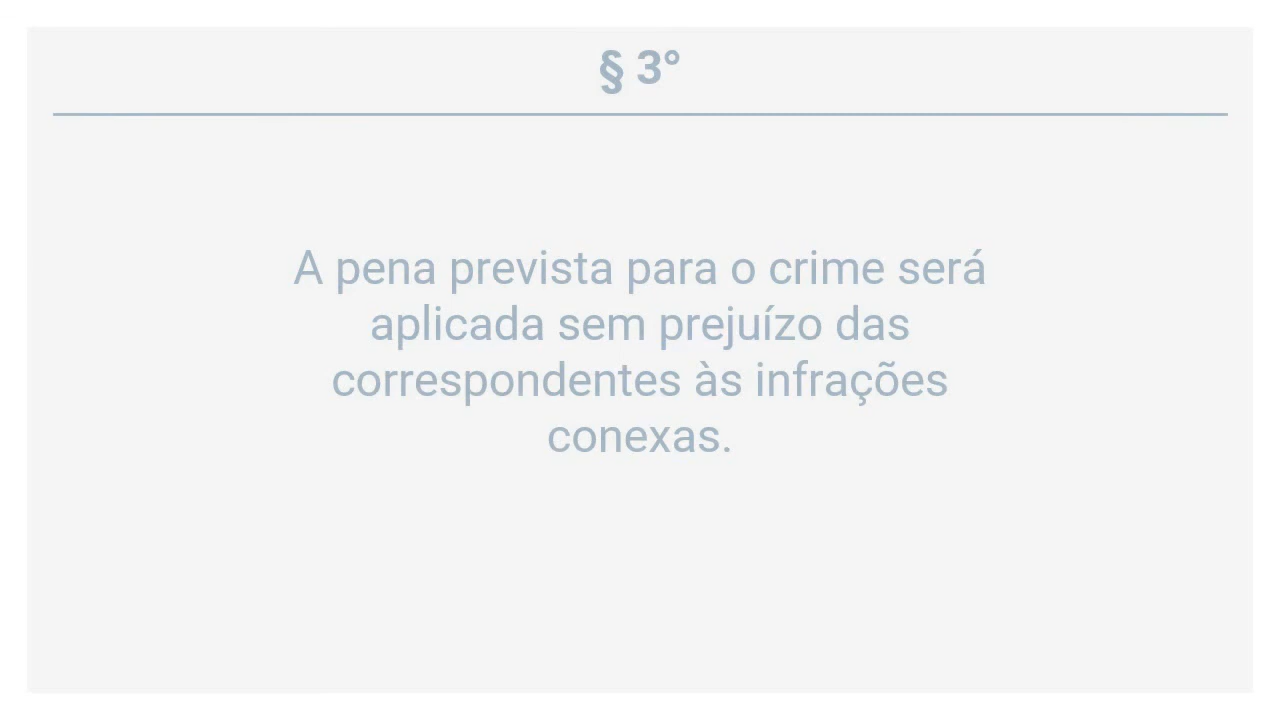 § 3°
A pena prevista para o crime será
aplicada sem prejuízo das
correspondentes às infrações
conexas.